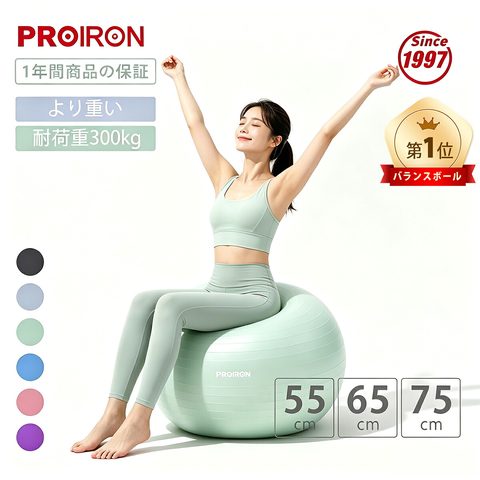 PROIRON
1年間商品の保証
より重い
耐荷重300kg
Since
1997
第1位
バランスボール
PROIRON
55
cm
65
cm
75
cm